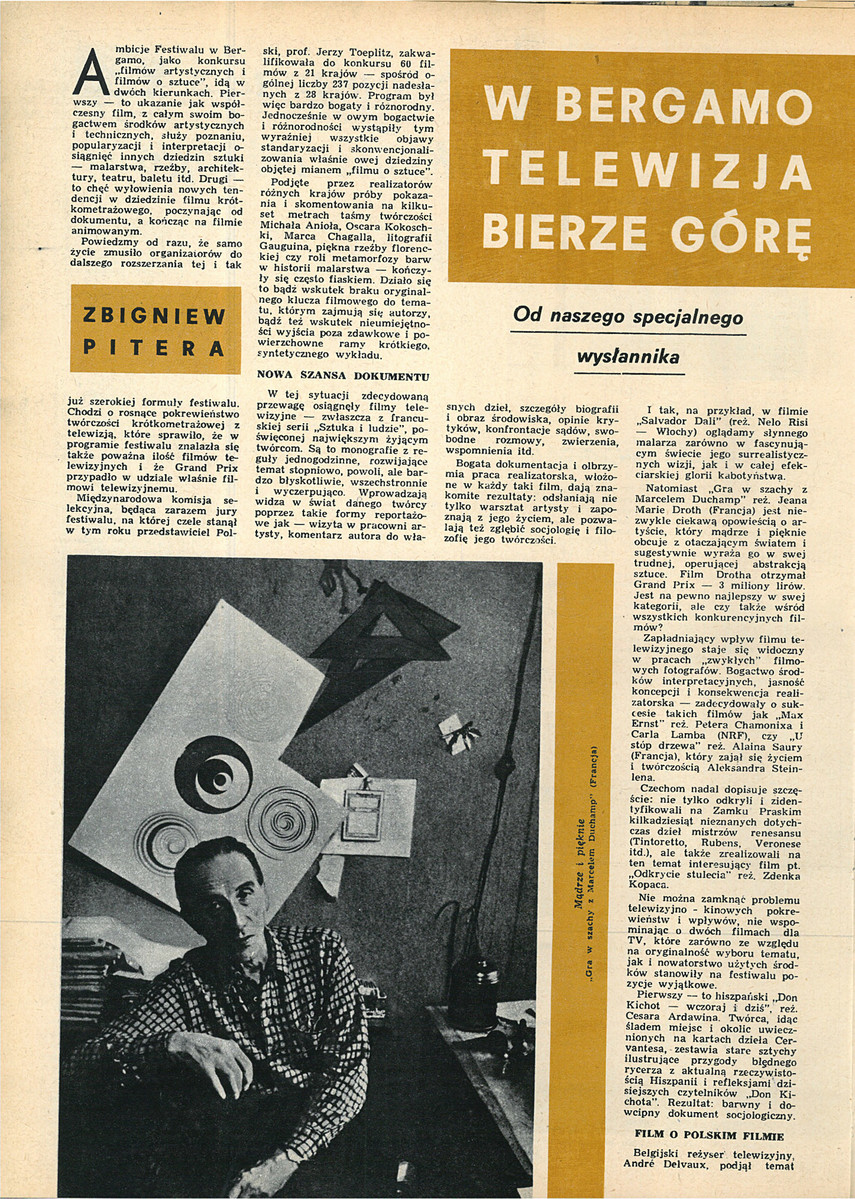 W BERGAMO
TELEWIZJA
BIERZE GÓRĘ
Od naszego specjalnego
wysłannika
ZBIGNIEW
PITERA
Ambicje Festiwalu w Ber-
gamo, jako konkursu
„filmów artystycznych i
filmów o sztuce", idą w
dwóch kierunkach. Pier-
wszy — to ukazanie jak współ-
czesny film, z całym swoim bo-
gactwem środków artystycznych
i technicznych, służy poznaniu,
popularyzacji i interpretacji o-
siągnięć innych dziedzin sztuki
— malarstwa, rzeźby, architek-
tury, teatru, baletu itd. Drugi —
to chęć wyłowienia nowych ten-
dencji w dziedzinie filmu krót-
kometrażowego, poczynając od
dokumentu, a kończąc na filmie
animowanym.
Powiedzmy od razu, że samo
życie zmusiło organizatorów do
dalszego rozszerzania tej i tak
już szerokiej formuły festiwalu.
Chodzi o rosnące pokrewieństwo
twórczości krótkometrażowej z
telewizją, które sprawiło, że w
programie festiwalu znalazła się
także poważna ilość filmów te-
lewizyjnych i że Grand Prix
przypadło w udziale właśnie fil-
mowi telewizyjnemu.
Międzynarodowa komisja se-
lekcyjna, będąca zarazem jury
festiwalu, na której czele stanął
w tym roku przedstawiciel Pol-
ski, prof. Jerzy Toeplitz, zakwa-
lifikowała do konkursu 60 fil-
mów z 21 krajów — spośród o-
gólnej liczby 237 pozycji nadesła-
nych z 28 krajów. Program był
więc bardzo bogaty i różnorodny.
Jednocześnie w owym bogactwie
i różnorodności wystąpiły tym
wyraźniej wszystkie objawy
standaryzacji i skonwencjonali-
zowania właśnie owej dziedziny
objętej mianem „filmu o sztuce".
Podjęte przez realizatorów
różnych krajów próby pokaza-
nia i skomentowania na kilku-
set metrach taśmy twórczości
Michała Anioła, Oscara Kokosch-
ki, Marca Chagalla, litografii
Gauguina, piękna rzeźby florenc-
kiej czy roli metamorfozy barw
w historii malarstwa — kończy-
ły się często fiaskiem. Działo się
to bądź wskutek braku oryginal-
nego klucza filmowego do tema-
tu, którym zajmują się autorzy,
bądź też wskutek nieumiejętno-
ści wyjścia poza zdawkowe i po-
wierzchowne ramy krótkiego,
syntetycznego wykładu.
NOWA SZANSA DOKUMENTU
W tej sytuacji zdecydowaną
przewagę osiągnęły filmy tele-
wizyjne — zwłaszcza z francu-
skiej serii „Sztuka i ludzie", po-
święconej największym żyjącym
twórcom. Są to monografie z re-
guły jednogodzinne, rozwijające
temat stopniowo, powoli, ale bar-
dzo błyskotliwie, wszechstronnie
i wyczerpująco. Wprowadzają
widza w świat danego twórcy
poprzez takie formy reportażo-
we jak — wizyta w pracowni ar-
tysty, komentarz autora do wła-
snych dzieł, szczegóły biografii
i obraz środowiska, opinie kry-
tyków, konfrontacje sądów, swo-
bodne rozmowy, zwierzenia,
wspomnienia itd.
Bogata dokumentacja i olbrzy-
mia praca realizatorska, włożo-
ne w każdy taki film, dają zna-
komite rezultaty: odsłaniają nie
tylko warsztat artysty i zapo-
znają z jego życiem, ale pozwa-
lają też zgłębić socjologię i filo-
zofię jego twórczości.
I tak, na przykład, w filmie
„Salvador Dali" (reż. Nelo Risi
— Włochy) oglądamy słynnego
malarza zarówno w fascynują-
cym świecie jego surrealistycz-
nych wizji, jak i w całej efek-
ciarskiej glorii kabotyństwa.
Natomiast „Gra w szachy z
Marcelem Duchamp" reż. Jeana
Marie Droth (Francja) jest nie-
zwykle ciekawą opowieścią o ar-
tyście, który mądrze i pięknie
obcuje z otaczającym światem i
sugestywnie wyraża go w swej
trudnej, operującej abstrakcją
sztuce. Film Drotha otrzymał
Grand Prix — 3 miliony lirów.
Jest na pewno najlepszy w swej
kategorii, ale czy także wśród
wszystkich konkurencyjnych fil-
mów?
Zapładniający wpływ filmu te-
lewizyjnego staje się widoczny
w pracach „zwykłych" filmo-
wych fotografów. Bogactwo środ-
ków interpretacyjnych, jasność
koncepcji i konsekwencja reali-
zatorska — zadecydowały o suk-
cesie takich filmów jak „Max
Ernst" reż. Petera Chamonixa i
Carla Lamba (NRF), czy „U
stóp drzewa" reż. Alaina Saury
(Francja), który zajął się życiem
i twórczością Aleksandra Stein-
lena.
Czechom nadal dopisuje szczę-
ście: nie tylko odkryli i ziden-
tyfikowali na Zamku Praskim
kilkadziesiąt nieznanych dotych-
czas dzieł mistrzów renesansu
(Tintoretto, Rubens, Veronese
itd.), ale także zrealizowali na
ten temat interesujący film pt.
„Odkrycie stulecia" reż. Zdenka
Kopaca.
Nie można zamknąć problemu
telewizyjno - kinowych pokre-
wieństw i wpływów, nie wspo-
minając o dwóch filmach dla
TV, które zarówno ze względu
na oryginalność wyboru tematu,
jak i nowatorstwo użytych środ-
ków stanowiły na festiwalu po-
zycje wyjątkowe.
Pierwszy — to hiszpański „Don
Kichot — wczoraj i dziś", reż.
Cesara Ardawina. Twórca, idąc
śladem miejsc i okolic uwiecz-
nionych na kartach dzieła Cer-
vantesa, zestawia stare sztychy
ilustrujące przygody błędnego
rycerza z aktualną rzeczywisto-
ścią Hiszpanii i refleksjami dzi-
siejszych czytelników „Don Ki-
chota". Rezultat: barwny i do-
wcipny dokument socjologiczny.
FILM O POLSKIM FILMIE
Belgijski reżyser telewizyjny,
André Delvaux, podjął temat
Mądrze i pięknie
„Gra w szachy z Marcelem Duchamp" (Francja)